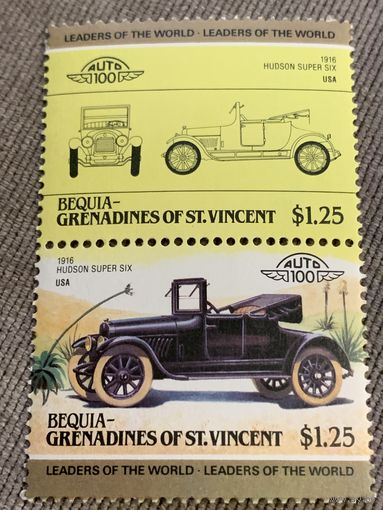 LEADERS OF THE WORLD · LEADERS OF THE WORLD
AUTO
100
1916
HUDSON SUPER SIX
USA
BEQUIA–
GRENADINES OF ST. VINCENT $1.25
1916
HUDSON SUPER SIX
USA
AUTO
100
BEQUIA–
GRENADINES OF ST. VINCENT $1.25
LEADERS OF THE WORLD · LEADERS OF THE WORLD